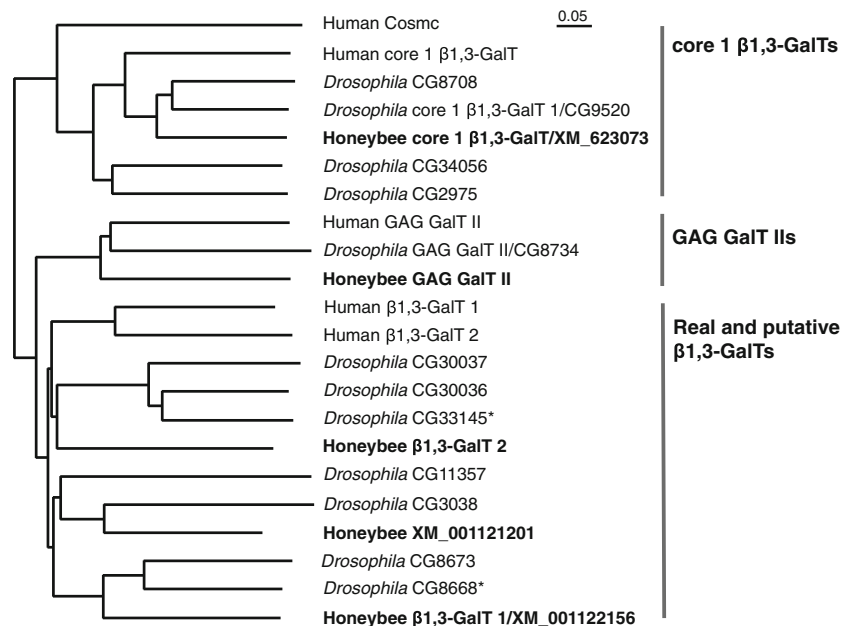 Human Cosmc
0.05
core 1 β1,3-GalTs
Human core 1 β1,3-GalT
Drosophila CG8708
Drosophila core 1 β1,3-GalT 1/CG9520
Honeybee core 1 β1,3-GalT/XM_623073
Drosophila CG34056
Drosophila CG2975
Human GAG GalT II
GAG GalT IIs
Drosophila GAG GalT II/CG8734
Honeybee GAG GalT II
Human β1,3-GalT 1
Real and putative
β1,3-GalTs
Human β1,3-GalT 2
Drosophila CG30037
Drosophila CG30036
Drosophila CG33145*
Honeybee β1,3-GalT 2
Drosophila CG11357
Drosophila CG3038
Honeybee XM_001121201
Drosophila CG8673
Drosophila CG8668*
Honeybee β1,3-GalT 1/XM_001122156